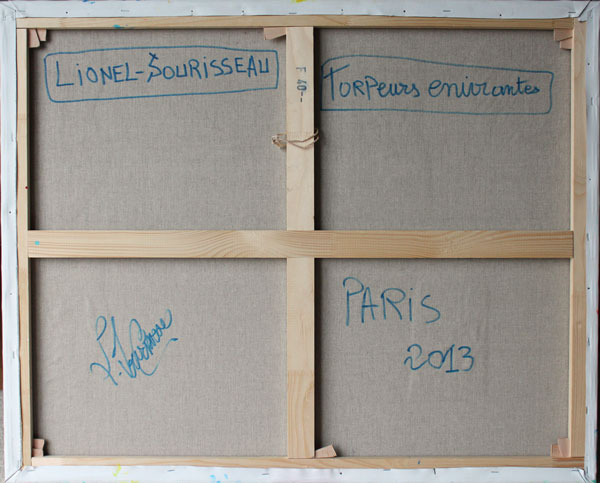 LIONEL-SOURISSEAU
F 40--
Torpeurs enivrantes
PARIS
2013